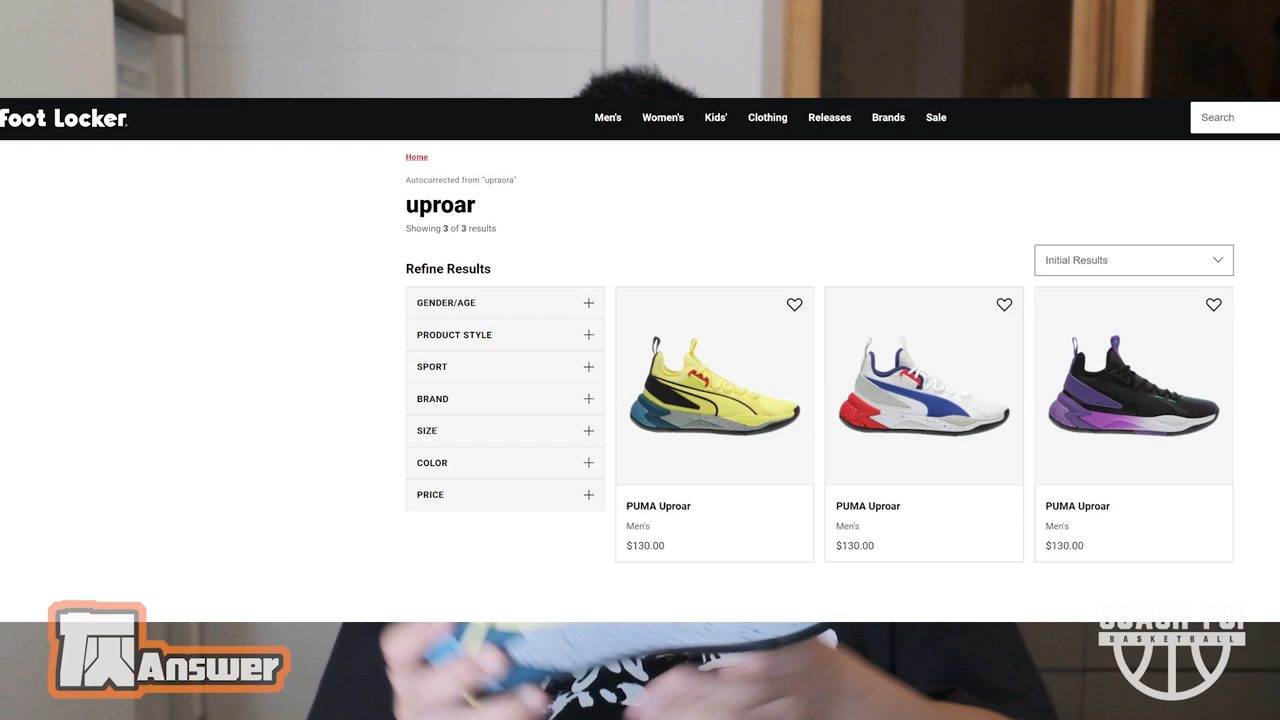 foot Locker.
Men's Women's Kids' Clothing Releases Brands Sale
Search
Home
Autocorrected from "upraora"
uproar
Showing 3 of 3 results
Initial Results
Refine Results
GENDER/AGE
PRODUCT STYLE
SPORT
BRAND
SIZE
COLOR
PRICE
PUMA Uproar
Men's
$130.00
PUMA Uproar
Men's
$130.00
PUMA Uproar
Men's
$130.00
Answer
BASKETBALL